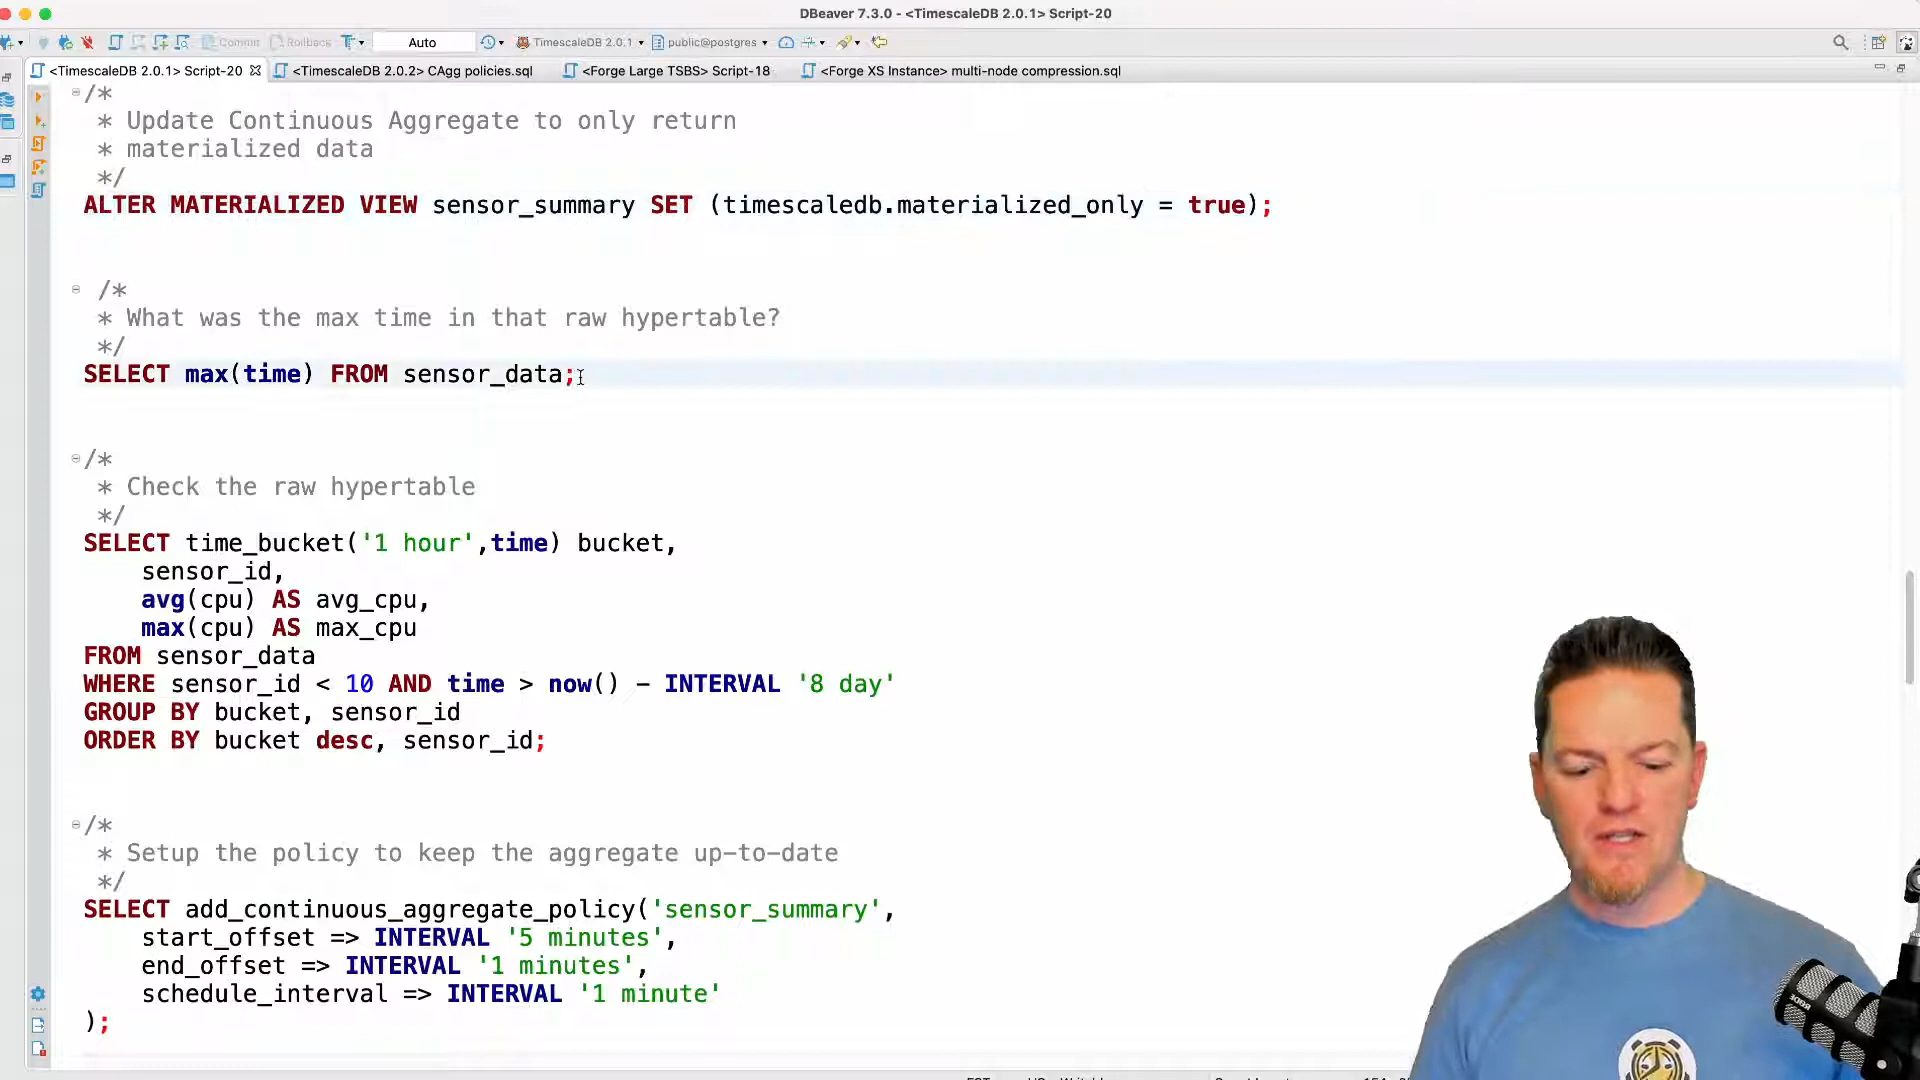 DBeaver 7.3.0 - <TimescaleDB 2.0.1> Script-20
Commit Rollback Auto TimescaleDB 2.0.1 public@postgres
<TimescaleDB 2.0.1> Script-20 <TimescaleDB 2.0.2> CAgg policies.sql <Forge Large TSBS> Script-18 <Forge XS Instance> multi-node compression.sql
/*
* Update Continuous Aggregate to only return
* materialized data
*/
ALTER MATERIALIZED VIEW sensor_summary SET (timescaledb.materialized_only = true);
/*
* What was the max time in that raw hypertable?
*/
SELECT max(time) FROM sensor_data;
/*
* Check the raw hypertable
*/
SELECT time_bucket('1 hour',time) bucket,
sensor_id,
avg(cpu) AS avg_cpu,
max(cpu) AS max_cpu
FROM sensor_data
WHERE sensor_id < 10 AND time > now() - INTERVAL '8 day'
GROUP BY bucket, sensor_id
ORDER BY bucket desc, sensor_id;
/*
* Setup the policy to keep the aggregate up-to-date
*/
SELECT add_continuous_aggregate_policy('sensor_summary',
start_offset => INTERVAL '5 minutes',
end_offset => INTERVAL '1 minutes',
schedule_interval => INTERVAL '1 minute'
);
RODE